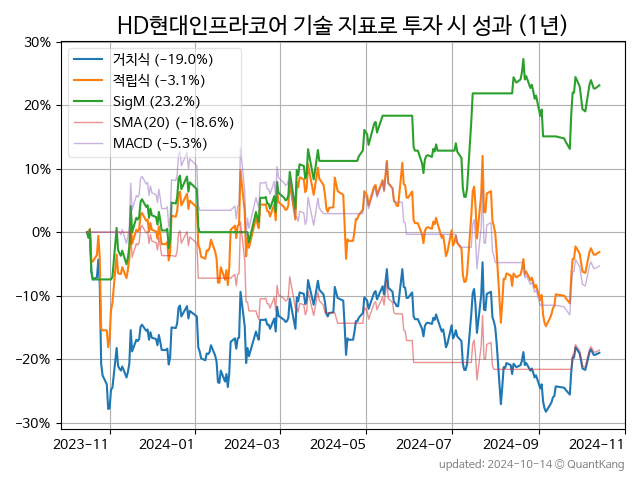 HD현대인프라코어 기술 지표로 투자 시 성과 (1년)
30%
20%
10%
0%
−10%
−20%
−30%
거치식 (−19.0%)
적립식 (−3.1%)
SigM (23.2%)
SMA(20) (−18.6%)
MACD (−5.3%)
2023-11 2024-01 2024-03 2024-05 2024-07 2024-09 2024-11
updated: 2024-10-14 © QuantKang